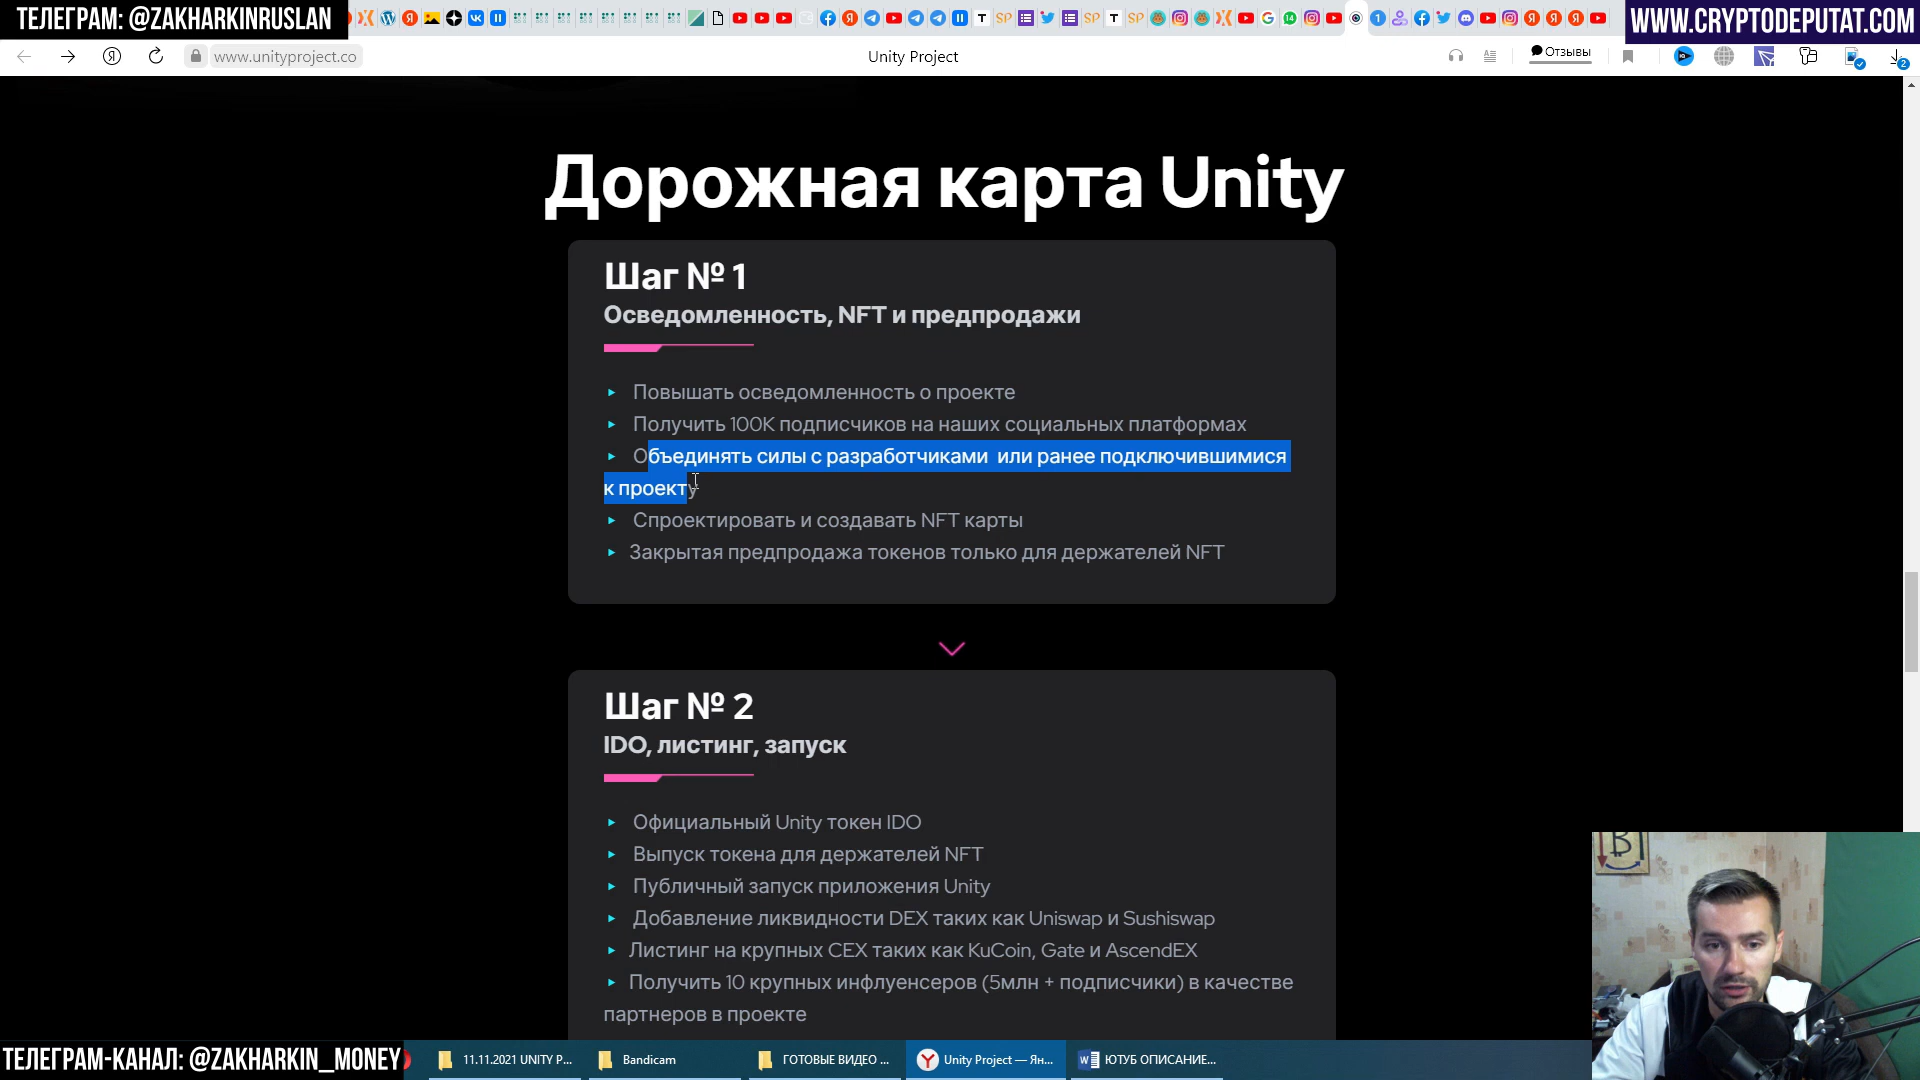 ТЕЛЕГРАМ: @ZAKHARKINRUSLAN
WWW.CRYPTODEPUTAT.COM
www.unityproject.co
Unity Project
Отзывы
Дорожная карта Unity
Шаг № 1
Осведомленность, NFT и предпродажи
Повышать осведомленность о проекте
Получить 100K подписчиков на наших социальных платформах
Объединять силы с разработчиками или ранее подключившимися
к проекту
Спроектировать и создавать NFT карты
Закрытая предпродажа токенов только для держателей NFT
Шаг № 2
IDO, листинг, запуск
Официальный Unity токен IDO
Выпуск токена для держателей NFT
Публичный запуск приложения Unity
Добавление ликвидности DEX таких как Uniswap и Sushiswap
Листинг на крупных CEX таких как KuCoin, Gate и AscendEX
Получить 10 крупных инфлуенсеров (5млн + подписчики) в качестве
партнеров в проекте
ТЕЛЕГРАМ-КАНАЛ: @ZAKHARKIN_MONEY
11.11.2021 UNITY P...
Bandicam
ГОТОВЫЕ ВИДЕО ...
Unity Project — Ян...
ЮТУБ ОПИСАНИЕ...